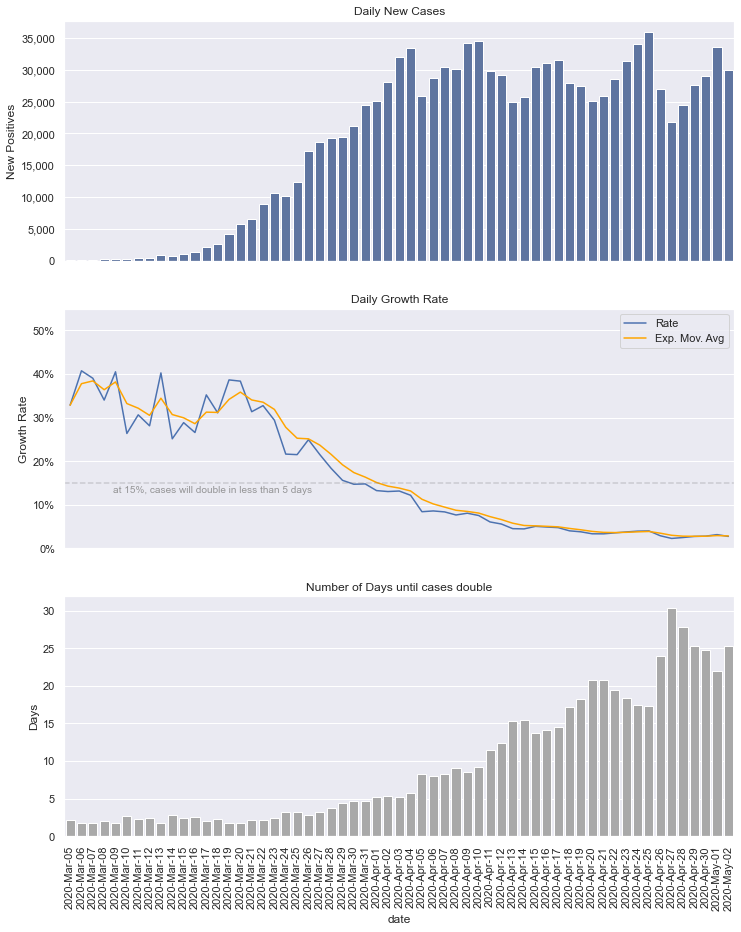 Daily New Cases
35,000
30,000
25,000
20,000
15,000
10,000
5,000
0
New Positives
Daily Growth Rate
50%
40%
30%
20%
10%
0%
Growth Rate
Rate
Exp. Mov. Avg
at 15%, cases will double in less than 5 days
Number of Days until cases double
30
25
20
15
10
5
0
Days
2020-Mar-05
2020-Mar-06
2020-Mar-07
2020-Mar-08
2020-Mar-09
2020-Mar-10
2020-Mar-11
2020-Mar-12
2020-Mar-13
2020-Mar-14
2020-Mar-15
2020-Mar-16
2020-Mar-17
2020-Mar-18
2020-Mar-19
2020-Mar-20
2020-Mar-21
2020-Mar-22
2020-Mar-23
2020-Mar-24
2020-Mar-25
2020-Mar-26
2020-Mar-27
2020-Mar-28
2020-Mar-29
2020-Mar-30
2020-Mar-31
2020-Apr-01
2020-Apr-02
2020-Apr-03
2020-Apr-04
2020-Apr-05
2020-Apr-06
2020-Apr-07
2020-Apr-08
2020-Apr-09
2020-Apr-10
2020-Apr-11
2020-Apr-12
2020-Apr-13
2020-Apr-14
2020-Apr-15
2020-Apr-16
2020-Apr-17
2020-Apr-18
2020-Apr-19
2020-Apr-20
2020-Apr-21
2020-Apr-22
2020-Apr-23
2020-Apr-24
2020-Apr-25
2020-Apr-26
2020-Apr-27
2020-Apr-28
2020-Apr-29
2020-Apr-30
2020-May-01
2020-May-02
date